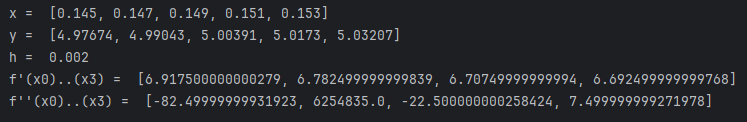 x =  [0.145, 0.147, 0.149, 0.151, 0.153]
y =  [4.97674, 4.99043, 5.00391, 5.0173, 5.03207]
h =  0.002
f'(x0)..(x3) =  [6.917500000000279, 6.782499999999839, 6.70749999999994, 6.692499999999768]
f''(x0)..(x3) =  [-82.49999999931923, 6254835.0, -22.500000000258424, 7.499999999271978]